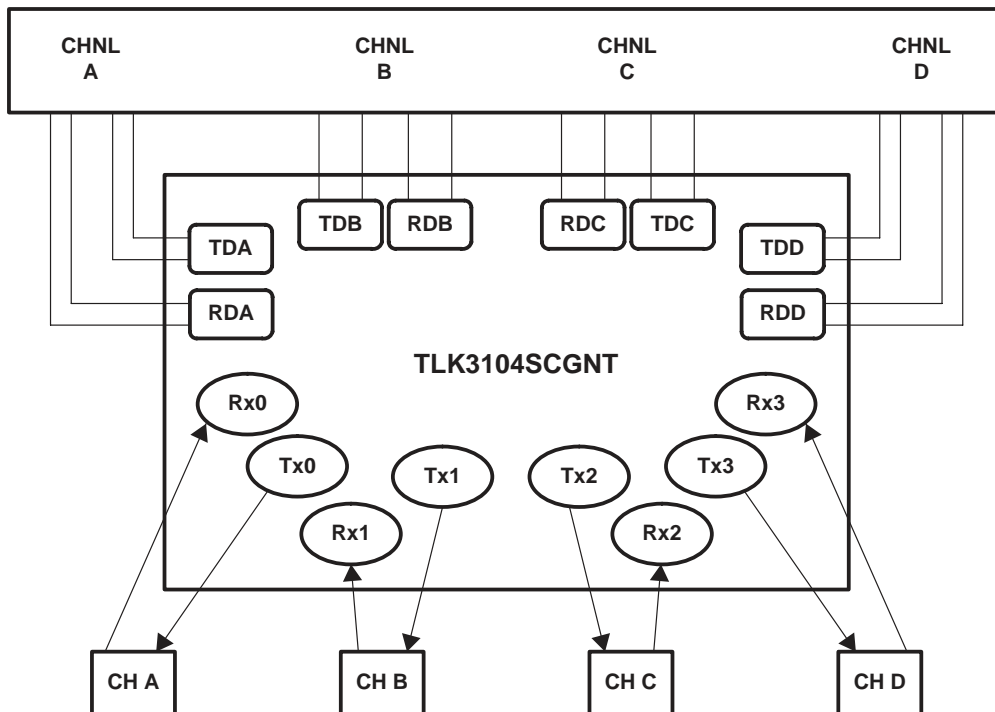 CHNL
A
CHNL
B
CHNL
C
CHNL
D
TDB
RDB
RDC
TDC
TDA
TDD
RDA
RDD
TLK3104SCGNT
Rx0
Rx3
Tx0
Tx1
Tx2
Tx3
Rx1
Rx2
CH A
CH B
CH C
CH D